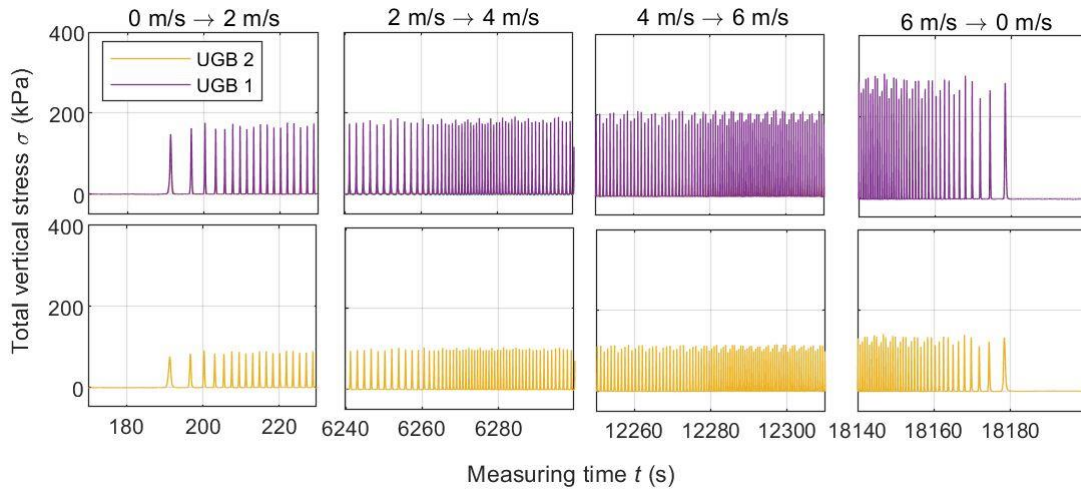 0 m/s → 2 m/s 2 m/s → 4 m/s 4 m/s → 6 m/s 6 m/s → 0 m/s
Total vertical stress σ (kPa)
400
200
0
UGB 2
UGB 1
400
200
0
180 200 220 6240 6260 6280 12260 12280 12300 18140 18160 18180
Measuring time t (s)